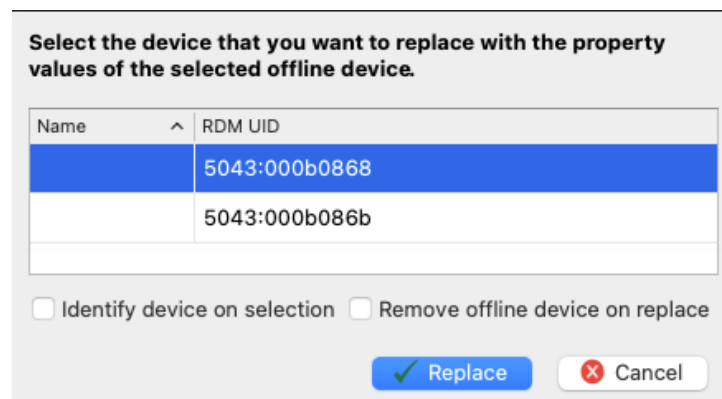 Select the device that you want to replace with the property
values of the selected offline device.
Name RDM UID
5043:000b0868
5043:000b086b
Identify device on selection Remove offline device on replace
Replace Cancel